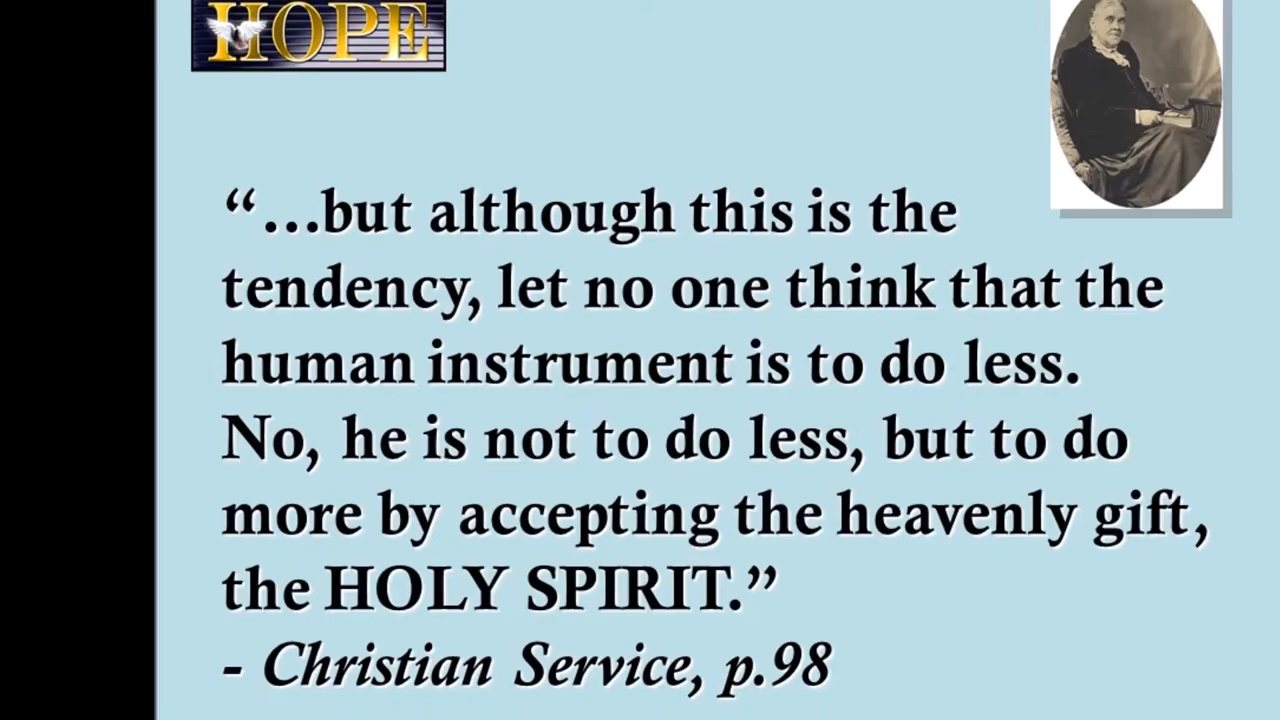 HOPE
“...but although this is the
tendency, let no one think that the
human instrument is to do less.
No, he is not to do less, but to do
more by accepting the heavenly gift,
the HOLY SPIRIT.”
- Christian Service, p.98